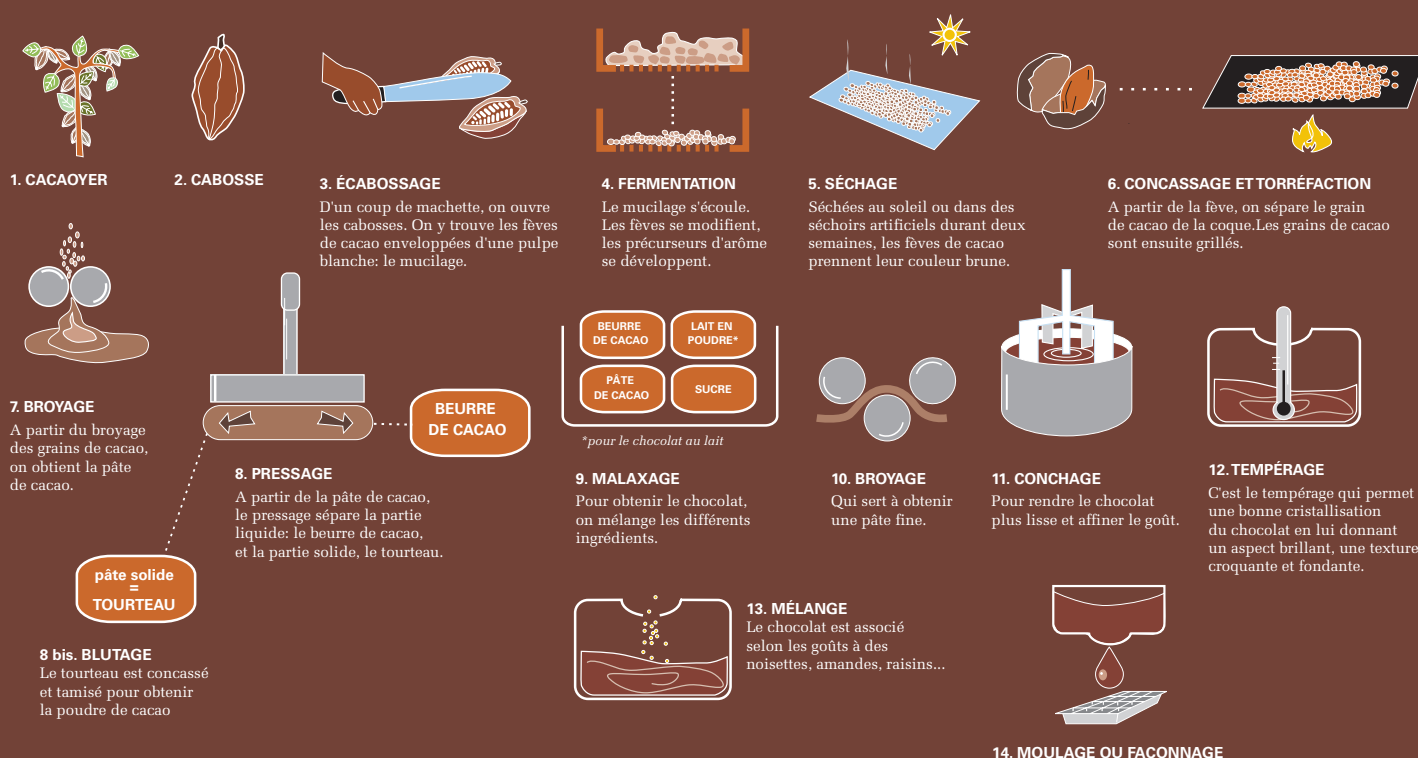 1. CACAOYER
2. CABOSSE
3. ÉCABOSSAGE
D'un coup de machette, on ouvre
les cabosses. On y trouve les fèves
de cacao enveloppées d'une pulpe
blanche: le mucilage.
4. FERMENTATION
Le mucilage s'écoule.
Les fèves se modifient,
les précurseurs d'arôme
se développent.
5. SÉCHAGE
Séchées au soleil ou dans des
séchoirs artificiels durant deux
semaines, les fèves de cacao
prennent leur couleur brune.
6. CONCASSAGE ET TORRÉFACTION
A partir de la fève, on sépare le grain
de cacao de la coque.Les grains de cacao
sont ensuite grillés.
7. BROYAGE
A partir du broyage
des grains de cacao,
on obtient la pâte
de cacao.
BEURRE
DE CACAO
8. PRESSAGE
A partir de la pâte de cacao,
le pressage sépare la partie
liquide: le beurre de cacao,
et la partie solide, le tourteau.
pâte solide
=
TOURTEAU
8 bis. BLUTAGE
Le tourteau est concassé
et tamisé pour obtenir
la poudre de cacao
BEURRE
DE CACAO
LAIT EN
POUDRE*
PÂTE
DE CACAO
SUCRE
*pour le chocolat au lait
9. MALAXAGE
Pour obtenir le chocolat,
on mélange les différents
ingrédients.
10. BROYAGE
Qui sert à obtenir
une pâte fine.
11. CONCHAGE
Pour rendre le chocolat
plus lisse et affiner le goût.
12. TEMPÉRAGE
C'est le tempérage qui permet
une bonne cristallisation
du chocolat en lui donnant
un aspect brillant, une texture
croquante et fondante.
13. MÉLANGE
Le chocolat est associé
selon les goûts à des
noisettes, amandes, raisins...
14. MOULAGE OU FAÇONNAGE